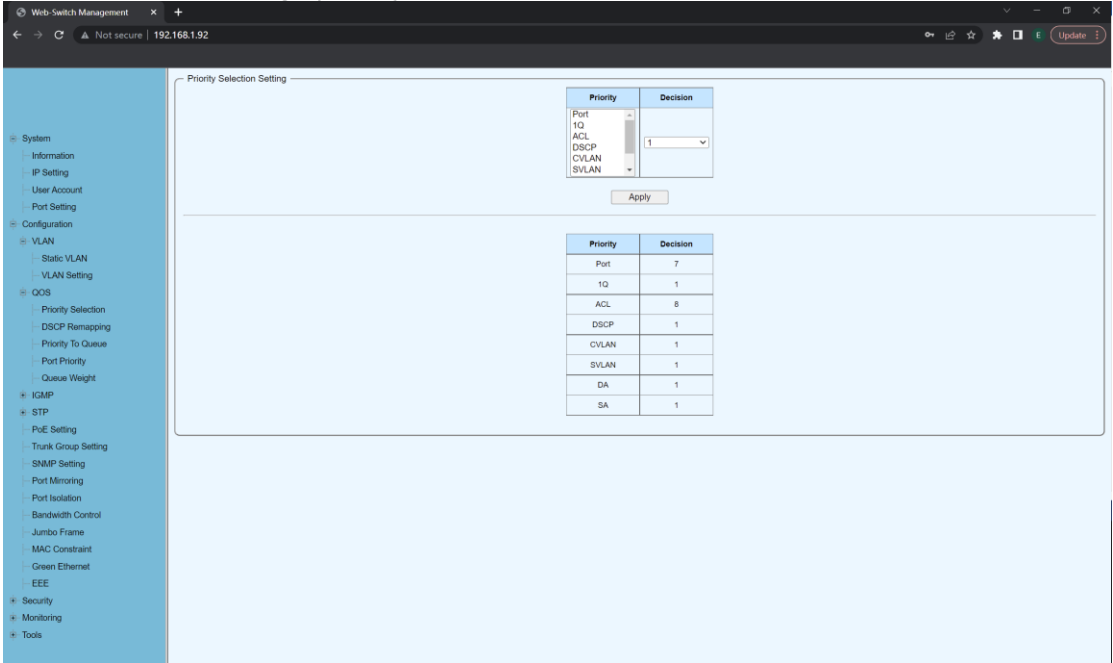 Web-Switch Management
Not secure | 192.168.1.92
E Update
System
Information
IP Setting
User Account
Port Setting
Configuration
VLAN
Static VLAN
VLAN Setting
QOS
Priority Selection
DSCP Remapping
Priority To Queue
Port Priority
Queue Weight
IGMP
STP
PoE Setting
Trunk Group Setting
SNMP Setting
Port Mirroring
Port Isolation
Bandwidth Control
Jumbo Frame
MAC Constraint
Green Ethernet
EEE
Security
Monitoring
Tools
Priority Selection Setting
Priority Decision
Port
1Q
ACL
DSCP
CVLAN
SVLAN
1
Apply
Priority Decision
Port 7
1Q 1
ACL 8
DSCP 1
CVLAN 1
SVLAN 1
DA 1
SA 1